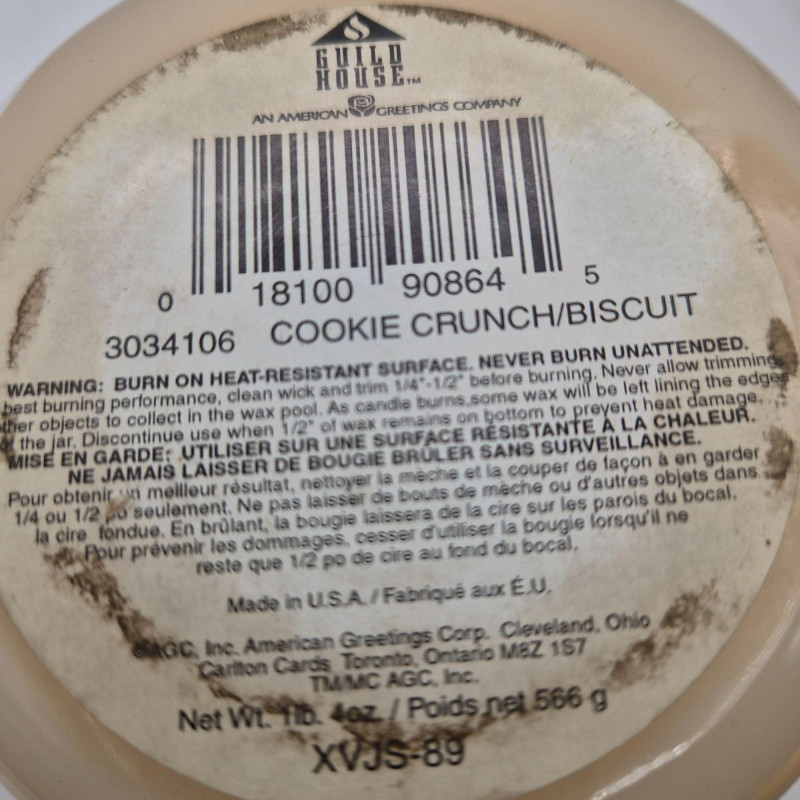 GUILD
HOUSE™
AN AMERICAN GREETINGS COMPANY
0 18100 90864 5
3034106 COOKIE CRUNCH/BISCUIT
WARNING: BURN ON HEAT-RESISTANT SURFACE. NEVER BURN UNATTENDED.
best burning performance, clean wick and trim 1/4"-1/2" before burning. Never allow trimming
her objects to collect in the wax pool. As candle burns,some wax will be left lining the edges
the jar. Discontinue use when 1/2" of wax remains on bottom to prevent heat damage.
MISE EN GARDE: UTILISER SUR UNE SURFACE RÉSISTANTE À LA CHALEUR.
NE JAMAIS LAISSER DE BOUGIE BRÛLER SANS SURVEILLANCE.
Pour obtenir un meilleur résultat, nettoyer la mèche et la couper de façon à en garder
1/4 ou 1/2 po seulement. Ne pas laisser de bouts de mèche ou d'autres objets dans
la cire fondue. En brûlant, la bougie laissera de la cire sur les parois du bocal.
Pour prévenir les dommages, cesser d'utiliser la bougie lorsqu'il ne
reste que 1/2 po de cire au fond du bocal.
Made in U.S.A. / Fabriqué aux É.U.
©AGC, Inc. American Greetings Corp. Cleveland, Ohio
Carlton Cards Toronto, Ontario M8Z 1S7
TM/MC AGC, Inc.
Net Wt. 1lb. 4oz. / Poids net 566 g
XVJS-89